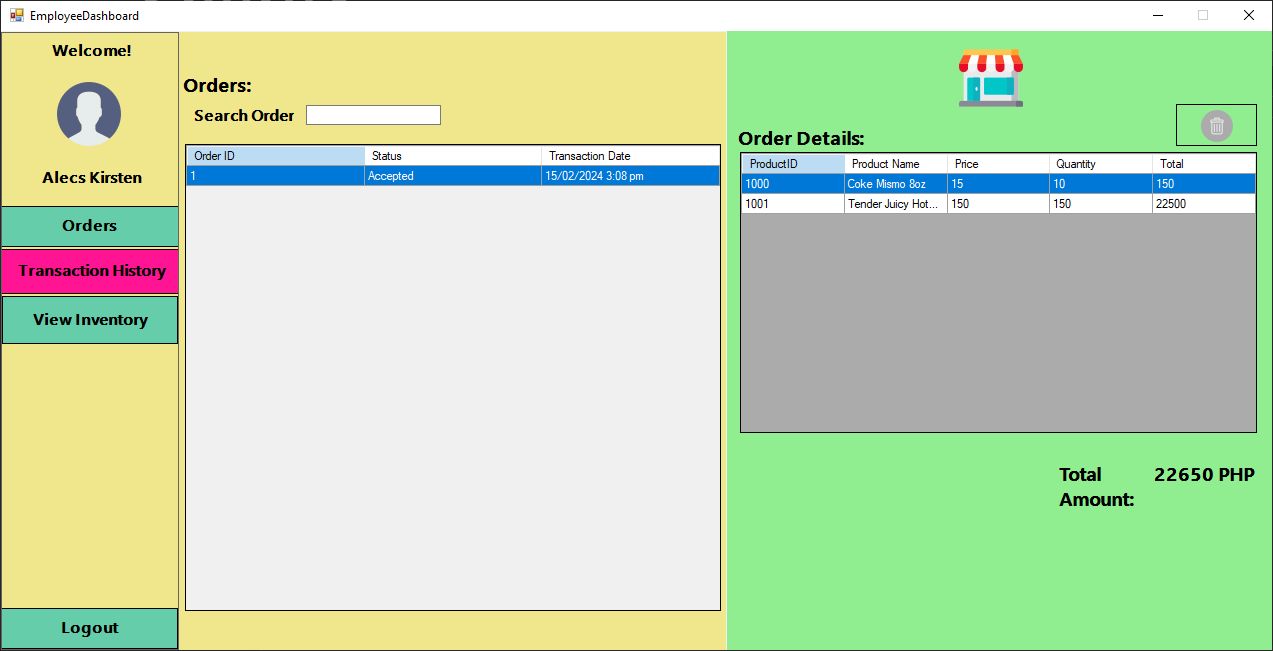 EmployeeDashboard
Welcome!
Alecs Kirsten
Orders
Transaction History
View Inventory
Logout
Orders:
Search Order
Order ID Status Transaction Date
1 Accepted 15/02/2024 3:08 pm
Order Details:
ProductID Product Name Price Quantity Total
1000 Coke Mismo 8oz 15 10 150
1001 Tender Juicy Hot... 150 150 22500
Total 22650 PHP
Amount: